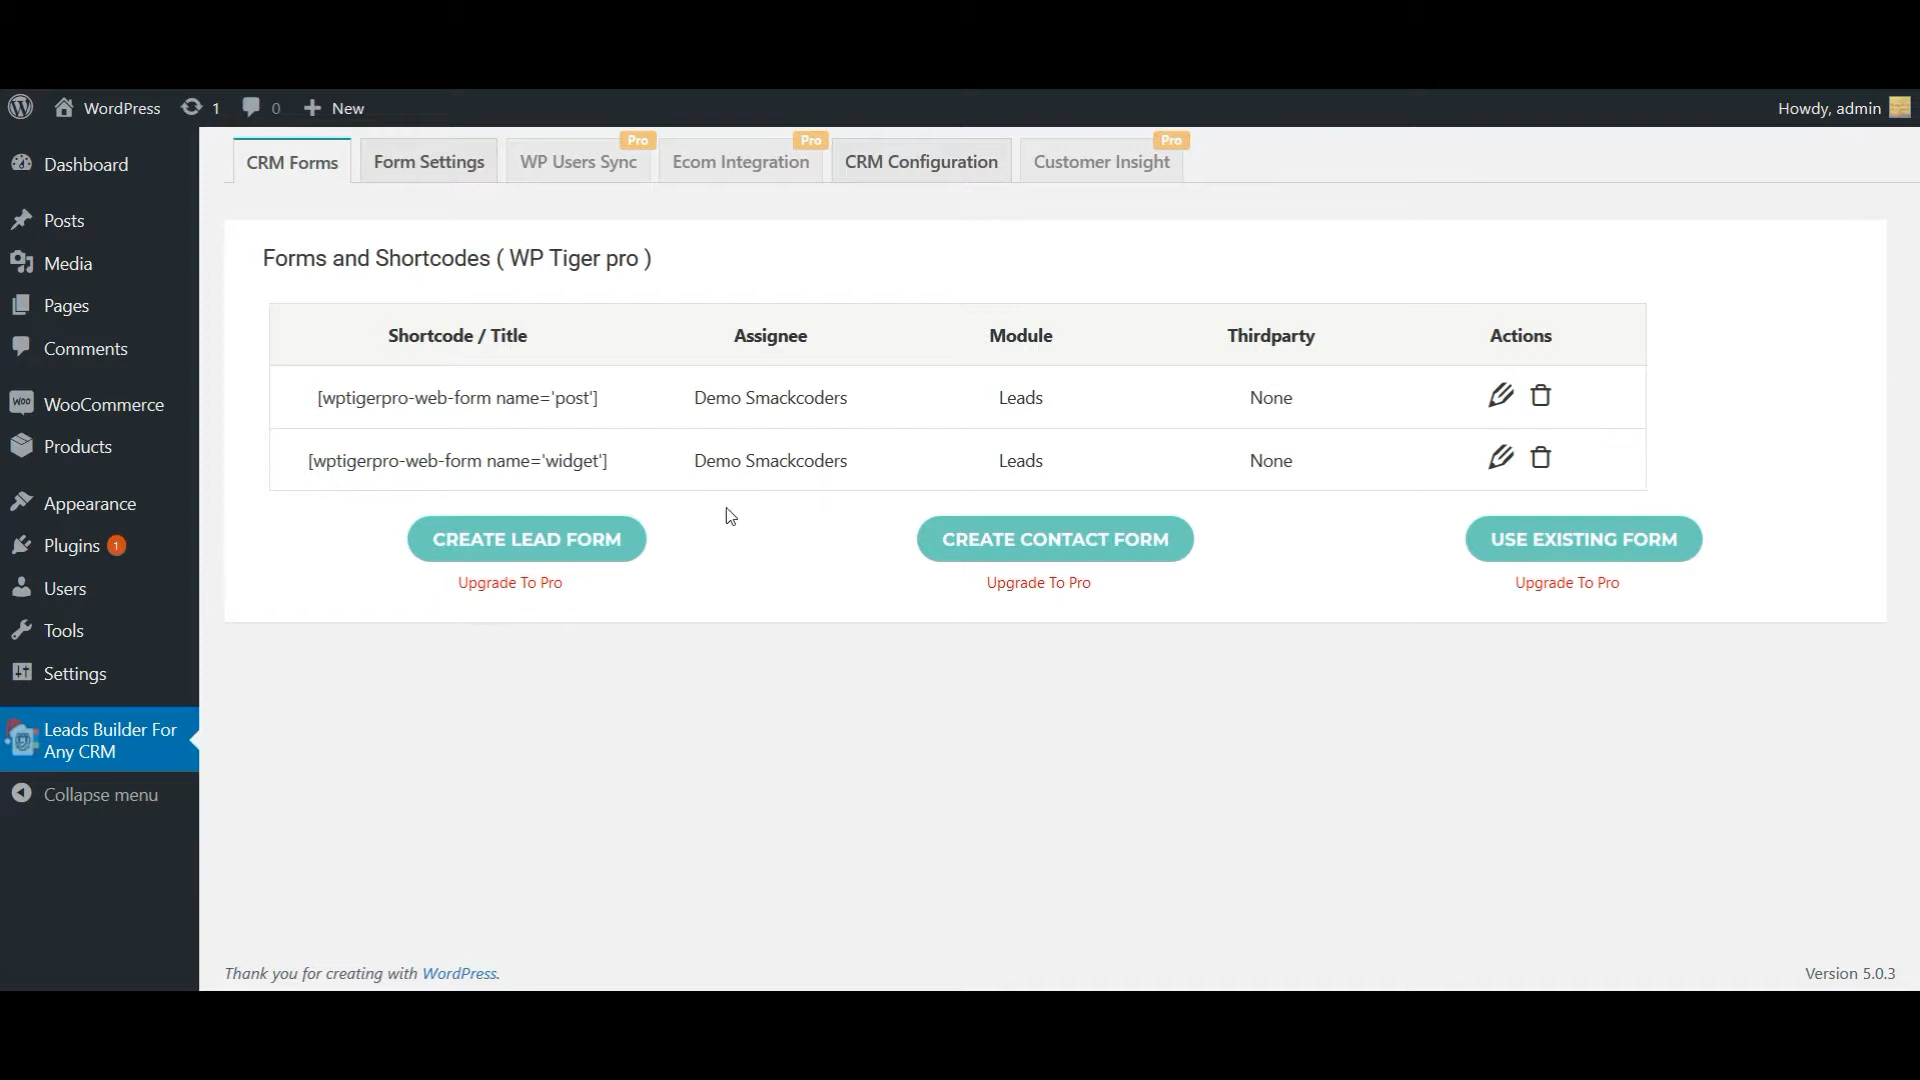 WordPress 1 0 New Howdy, admin
Dashboard
Posts
Media
Pages
Comments
WOO WooCommerce
Products
Appearance
Plugins 1
Users
Tools
Settings
Leads Builder For
Any CRM
Collapse menu
Pro Pro Pro
CRM Forms Form Settings WP Users Sync Ecom Integration CRM Configuration Customer Insight
Forms and Shortcodes ( WP Tiger pro )
Shortcode / Title Assignee Module Thirdparty Actions
[wptigerpro-web-form name='post'] Demo Smackcoders Leads None
[wptigerpro-web-form name='widget'] Demo Smackcoders Leads None
CREATE LEAD FORM CREATE CONTACT FORM USE EXISTING FORM
Upgrade To Pro Upgrade To Pro Upgrade To Pro
Thank you for creating with WordPress. Version 5.0.3